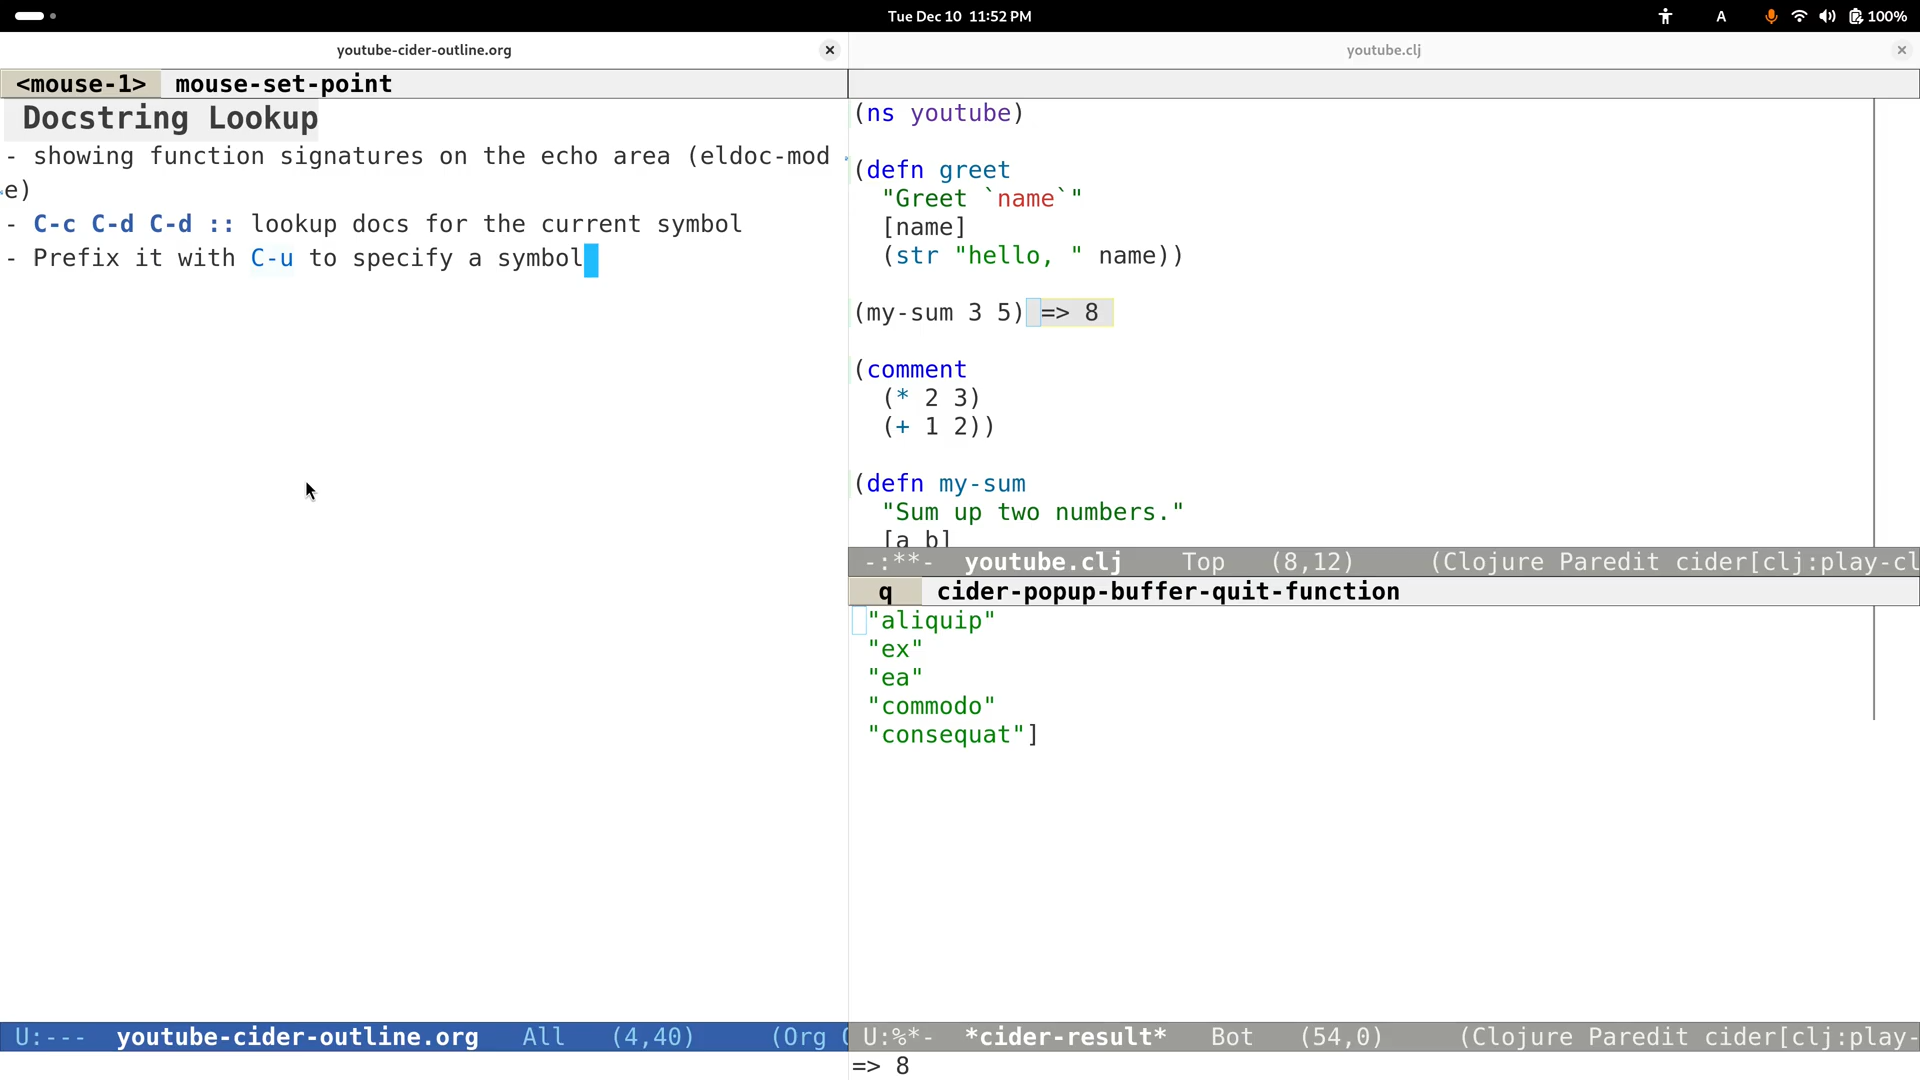 Tue Dec 10  11:52 PM
A
100%
youtube-cider-outline.org
youtube.clj
<mouse-1>  mouse-set-point
Docstring Lookup
- showing function signatures on the echo area (eldoc-mod
e)
- C-c C-d C-d :: lookup docs for the current symbol
- Prefix it with C-u to specify a symbol
U:---  youtube-cider-outline.org   All   (4,40)     (Org
(ns youtube)
(defn greet
  "Greet `name`"
  [name]
  (str "hello, " name))
(my-sum 3 5) => 8
(comment
  (* 2 3)
  (+ 1 2))
(defn my-sum
  "Sum up two numbers."
  [a b]
-:**-  youtube.clj    Top   (8,12)     (Clojure Paredit cider[clj:play-cl
q  cider-popup-buffer-quit-function
"aliquip"
"ex"
"ea"
"commodo"
"consequat"]
U:%*-  *cider-result*   Bot   (54,0)     (Clojure Paredit cider[clj:play-
=> 8